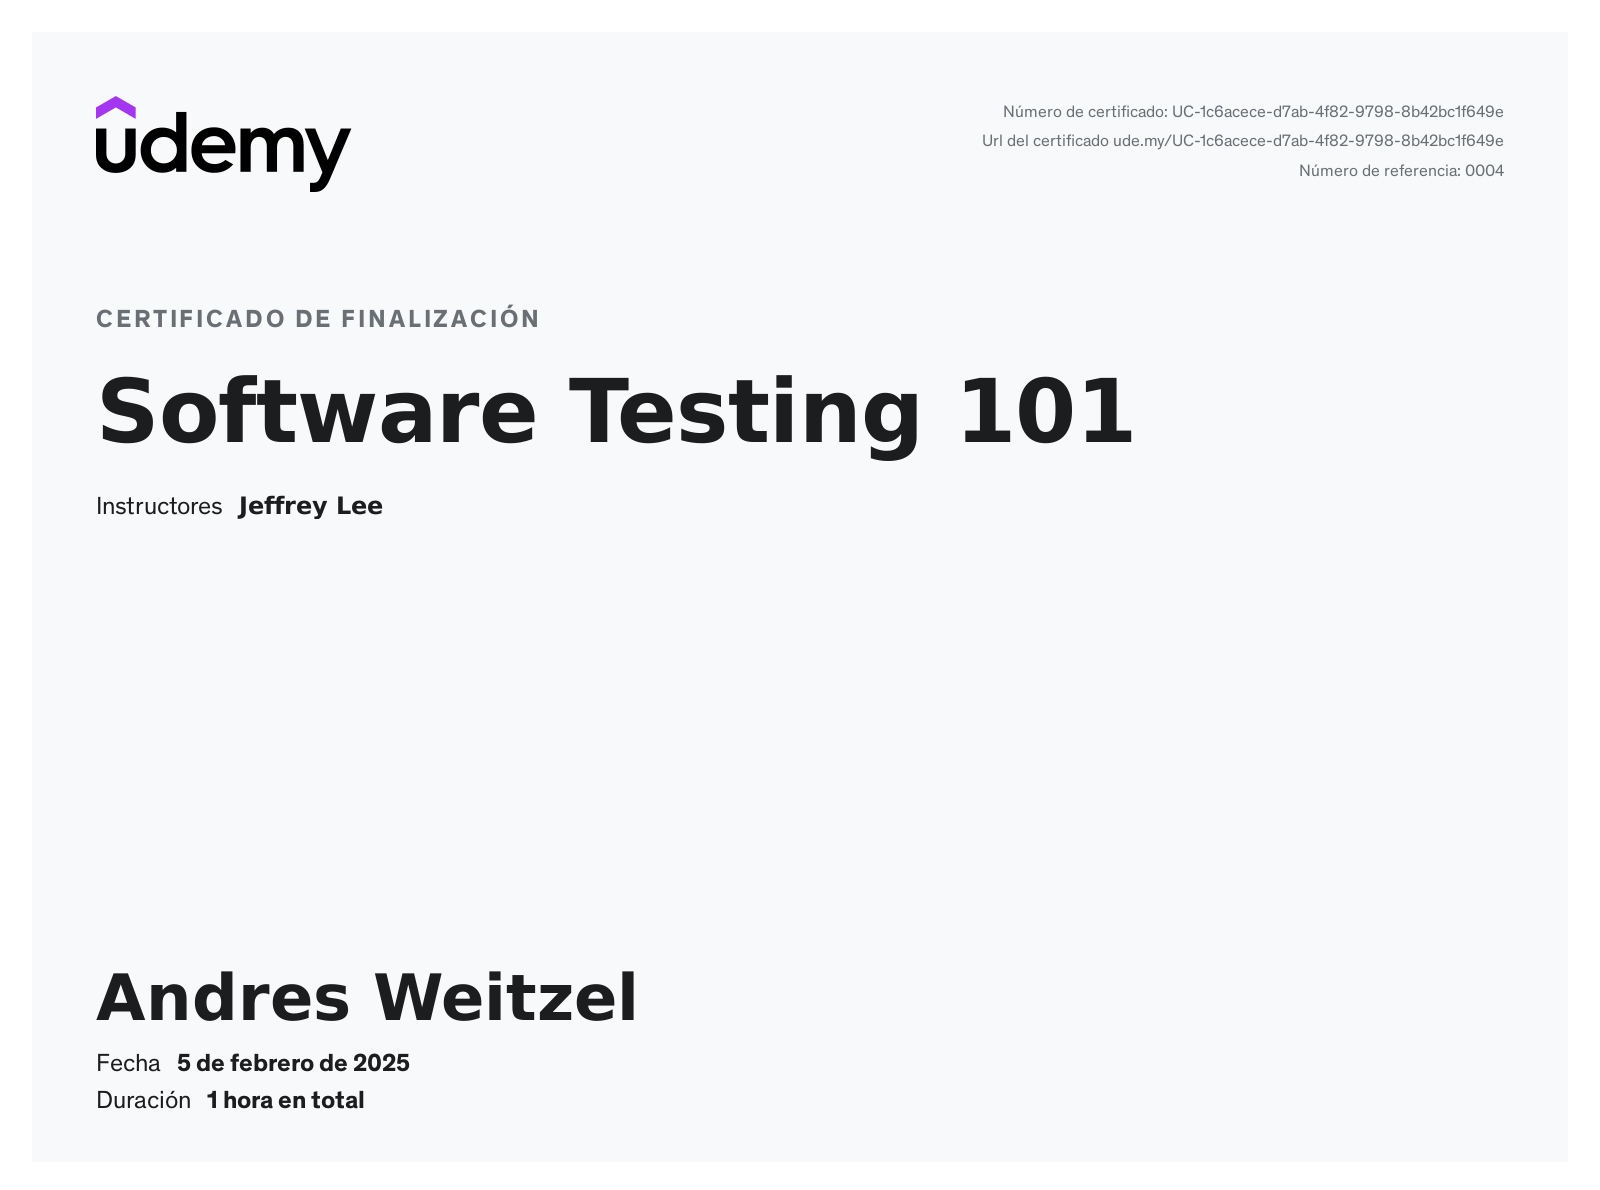 udemy
Número de certificado: UC-1c6acece-d7ab-4f82-9798-8b42bc1f649e
Url del certificado ude.my/UC-1c6acece-d7ab-4f82-9798-8b42bc1f649e
Número de referencia: 0004
CERTIFICADO DE FINALIZACIÓN
Software Testing 101
Instructores Jeffrey Lee
Andres Weitzel
Fecha 5 de febrero de 2025
Duración 1 hora en total